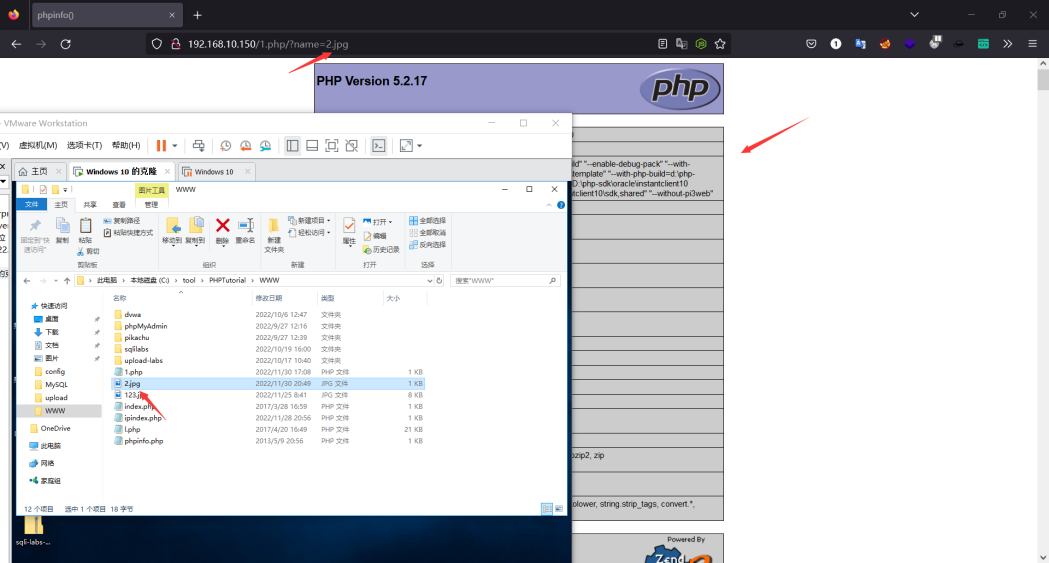 phpinfo()
192.168.10.150/1.php/?name=2.jpg
PHP Version 5.2.17
php
ild" "--enable-debug-pack" "--with-
template" "--with-php-build=d:\php-
D:\php-sdk\oracle\instantclient10
ntclient10\sdk,shared" "--without-pi3web"
ozip2, zip
olower, string.strip_tags, convert.*,
Powered By
- VMware Workstation
(V) 虚拟机(M) 选项卡(T) 帮助(H)
主页 Windows 10 的克隆 Windows 10
图片工具 WWW
文件 主页 共享 查看 管理
固定到"快速访问" 复制 粘贴 复制路径 粘贴快捷方式 剪切 移动到 复制到 删除 重命名 新建文件夹 新建项目 轻松访问 属性 打开 编辑 历史记录 全部选择 全部取消 反向选择
剪贴板 组织 新建 打开 选择
此电脑 本地磁盘 (C:) tool PHPTutorial WWW 搜索"WWW"
名称 修改日期 类型 大小
快速访问
桌面
下载
文档
图片
config
MySQL
upload
WWW
OneDrive
此电脑
网络
家庭组
dvwa 2022/10/6 12:47 文件夹
phpMyAdmin 2022/9/27 12:16 文件夹
pikachu 2022/9/27 12:39 文件夹
sqlilabs 2022/10/19 16:00 文件夹
upload-labs 2022/10/17 10:40 文件夹
1.php 2022/11/30 17:08 PHP 文件 1 KB
2.jpg 2022/11/30 20:49 JPG 文件 1 KB
123.jpg 2022/11/25 8:41 JPG 文件 8 KB
index.php 2017/3/28 16:59 PHP 文件 1 KB
ipindex.php 2022/11/28 20:56 PHP 文件 1 KB
l.php 2017/4/20 16:49 PHP 文件 21 KB
phpinfo.php 2013/5/9 20:56 PHP 文件 1 KB
12 个项目 选中 1 个项目 18 字节
sqli-labs-...